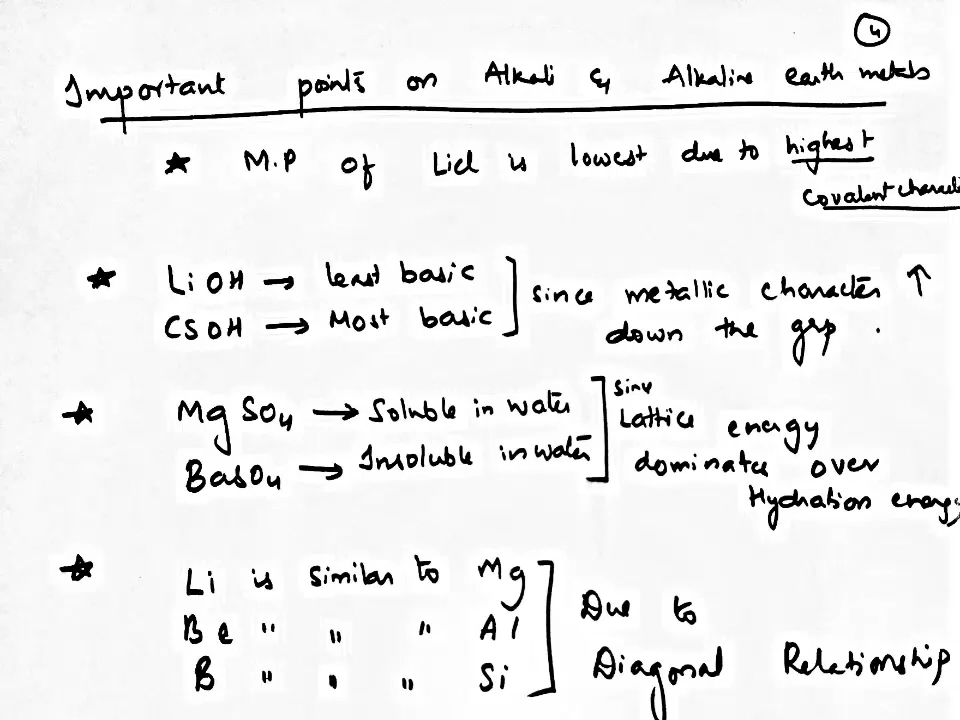 4
Important points on Alkali & Alkaline earth metals
★ M.P of Licl is lowest due to highest
Covalent
★ LiOH → least basic
CSOH → Most basic
since metallic character ↑
down the grp.
★ MgSO4 → Soluble in water
BaSO4 → Insoluble in water
since
Lattice energy
dominates over
Hydration energy
★ Li is similar to Mg
Be " " " Al
B " " " Si
Due to
Diagonal Relationship